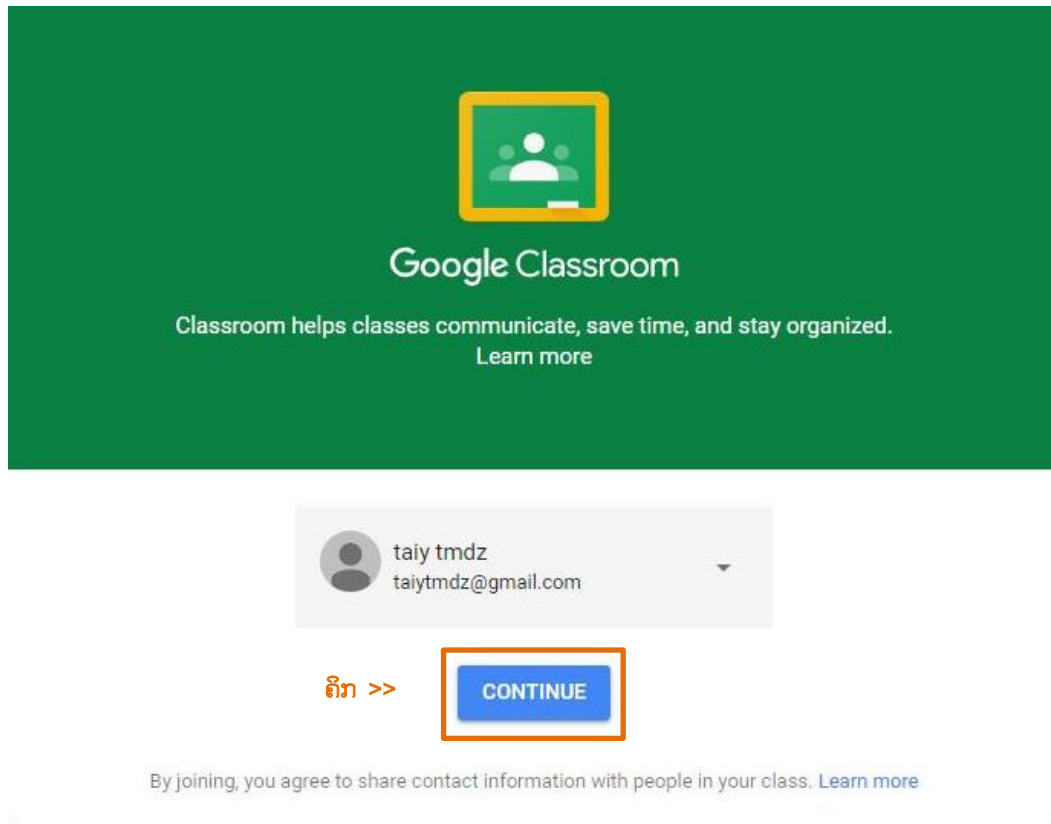 Google Classroom
Classroom helps classes communicate, save time, and stay organized.
Learn more
taiy tmdz
taiytmdz@gmail.com
ຄິກ >> CONTINUE
By joining, you agree to share contact information with people in your class. Learn more